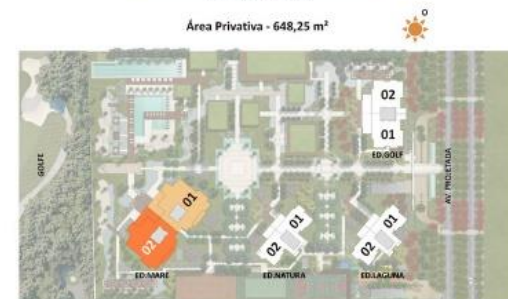 Área Privativa - 648,25 m²
O
02
01
ED.GOLF
GOLFE
AV. PROJETADA
01
02
ED.MARE
01
02
ED.NATURA
01
02
ED.LAGUNA